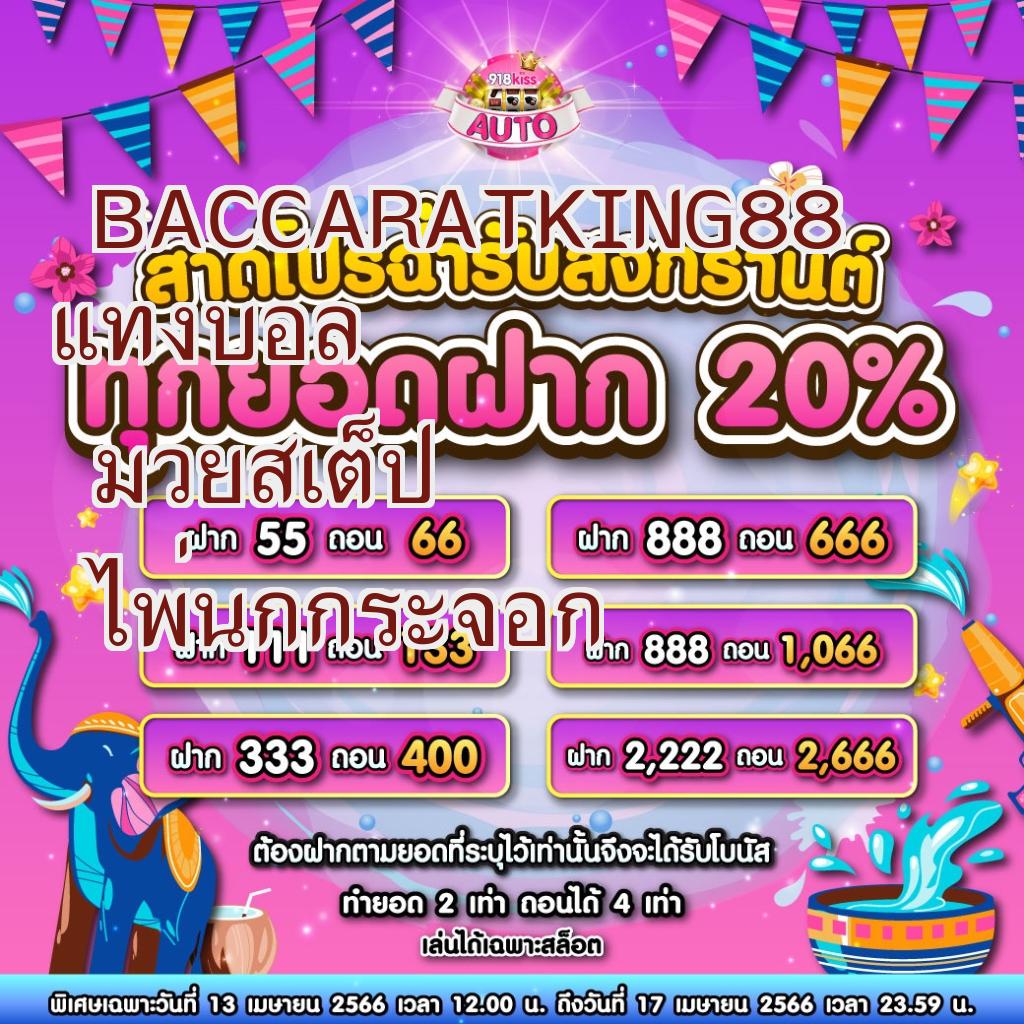 918kiss
AUTO
BACCARATKING88
สาดโปรฉ่ำรับสงกรานต์
แทงบอล
ทุกยอดฝาก 20%
มวยสเต็ป
ฝาก 55 ถอน 66
ฝาก 888 ถอน 666
ไพ่นกกระจอก
ฝาก 111 ถอน 133
ฝาก 888 ถอน 1,066
ฝาก 333 ถอน 400
ฝาก 2,222 ถอน 2,666
ต้องฝากตามยอดที่ระบุไว้เท่านั้นจึงจะได้รับโบนัส
ทำยอด 2 เท่า ถอนได้ 4 เท่า
เล่นได้เฉพาะสล็อต
พิเศษเฉพาะวันที่ 13 เมษายน 2566 เวลา 12.00 น. ถึงวันที่ 17 เมษายน 2566 เวลา 23.59 น.